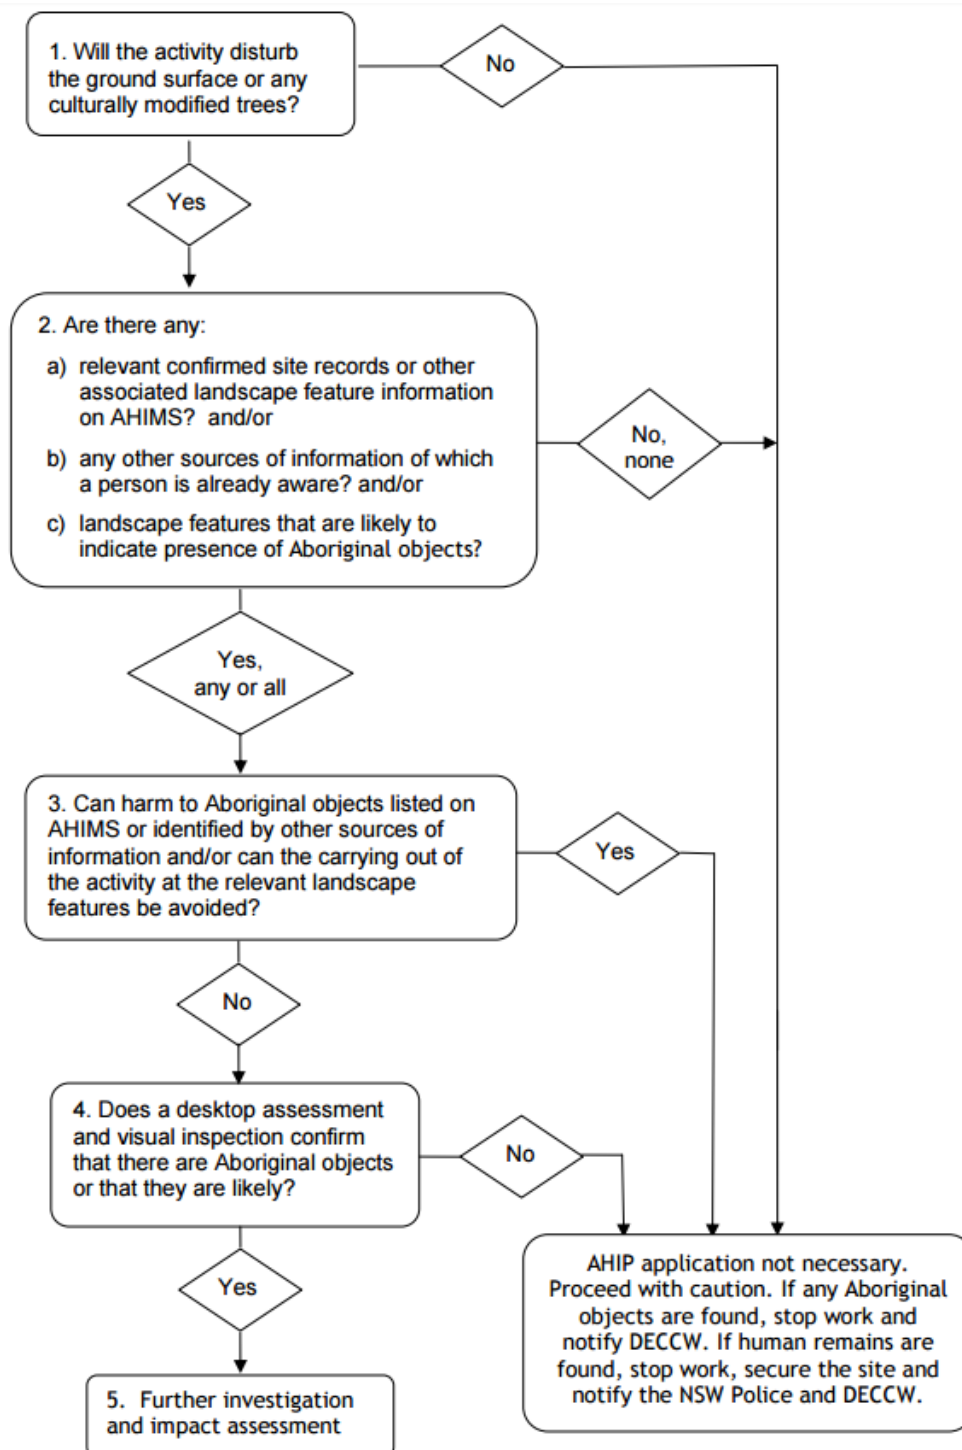 1. Will the activity disturb
the ground surface or any
culturally modified trees?
No
Yes
2. Are there any:
a) relevant confirmed site records or other
associated landscape feature information
on AHIMS? and/or
b) any other sources of information of which
a person is already aware? and/or
c) landscape features that are likely to
indicate presence of Aboriginal objects?
No,
none
Yes,
any or all
3. Can harm to Aboriginal objects listed on
AHIMS or identified by other sources of
information and/or can the carrying out of
the activity at the relevant landscape
features be avoided?
Yes
No
4. Does a desktop assessment
and visual inspection confirm
that there are Aboriginal objects
or that they are likely?
No
Yes
AHIP application not necessary.
Proceed with caution. If any Aboriginal
objects are found, stop work and
notify DECCW. If human remains are
found, stop work, secure the site and
notify the NSW Police and DECCW.
5. Further investigation
and impact assessment